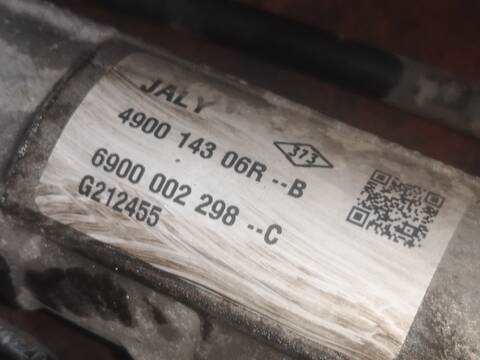 JALY
4900 143 06R --B
373
6900 002 298 --C
G212455